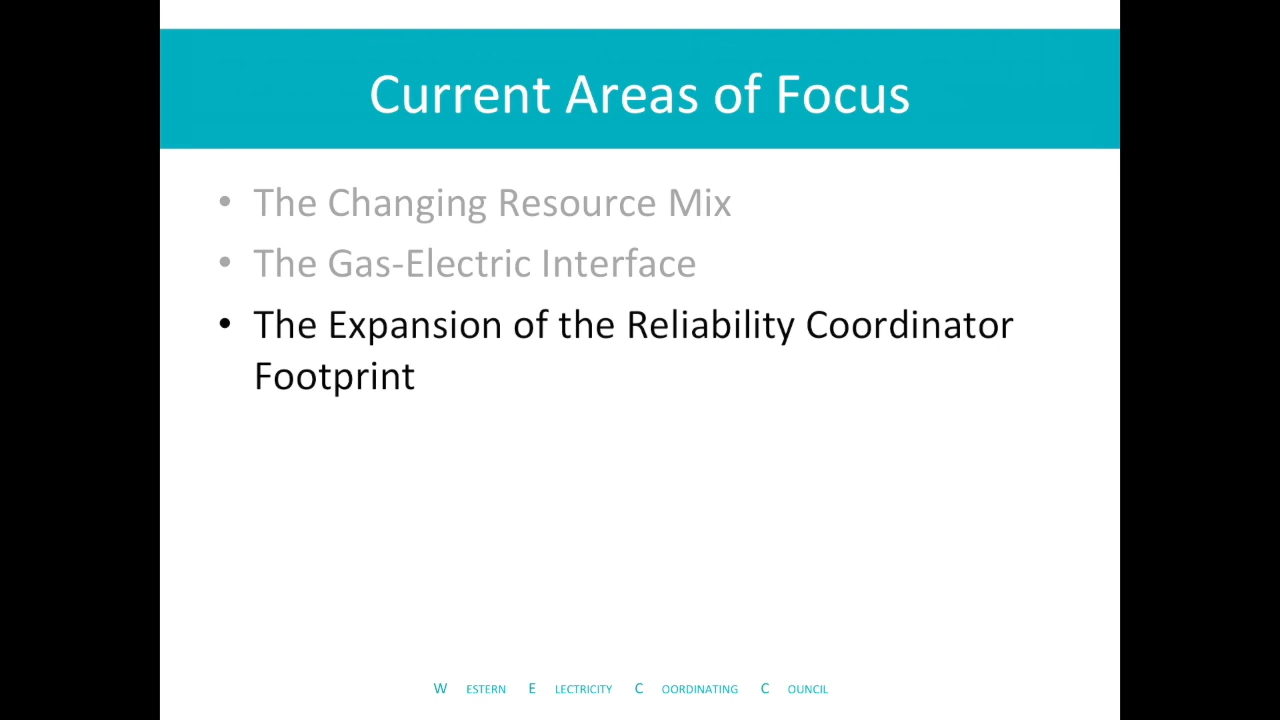 Current Areas of Focus
• The Changing Resource Mix
• The Gas-Electric Interface
• The Expansion of the Reliability Coordinator
Footprint
W ESTERN E LECTRICITY C OORDINATING C OUNCIL